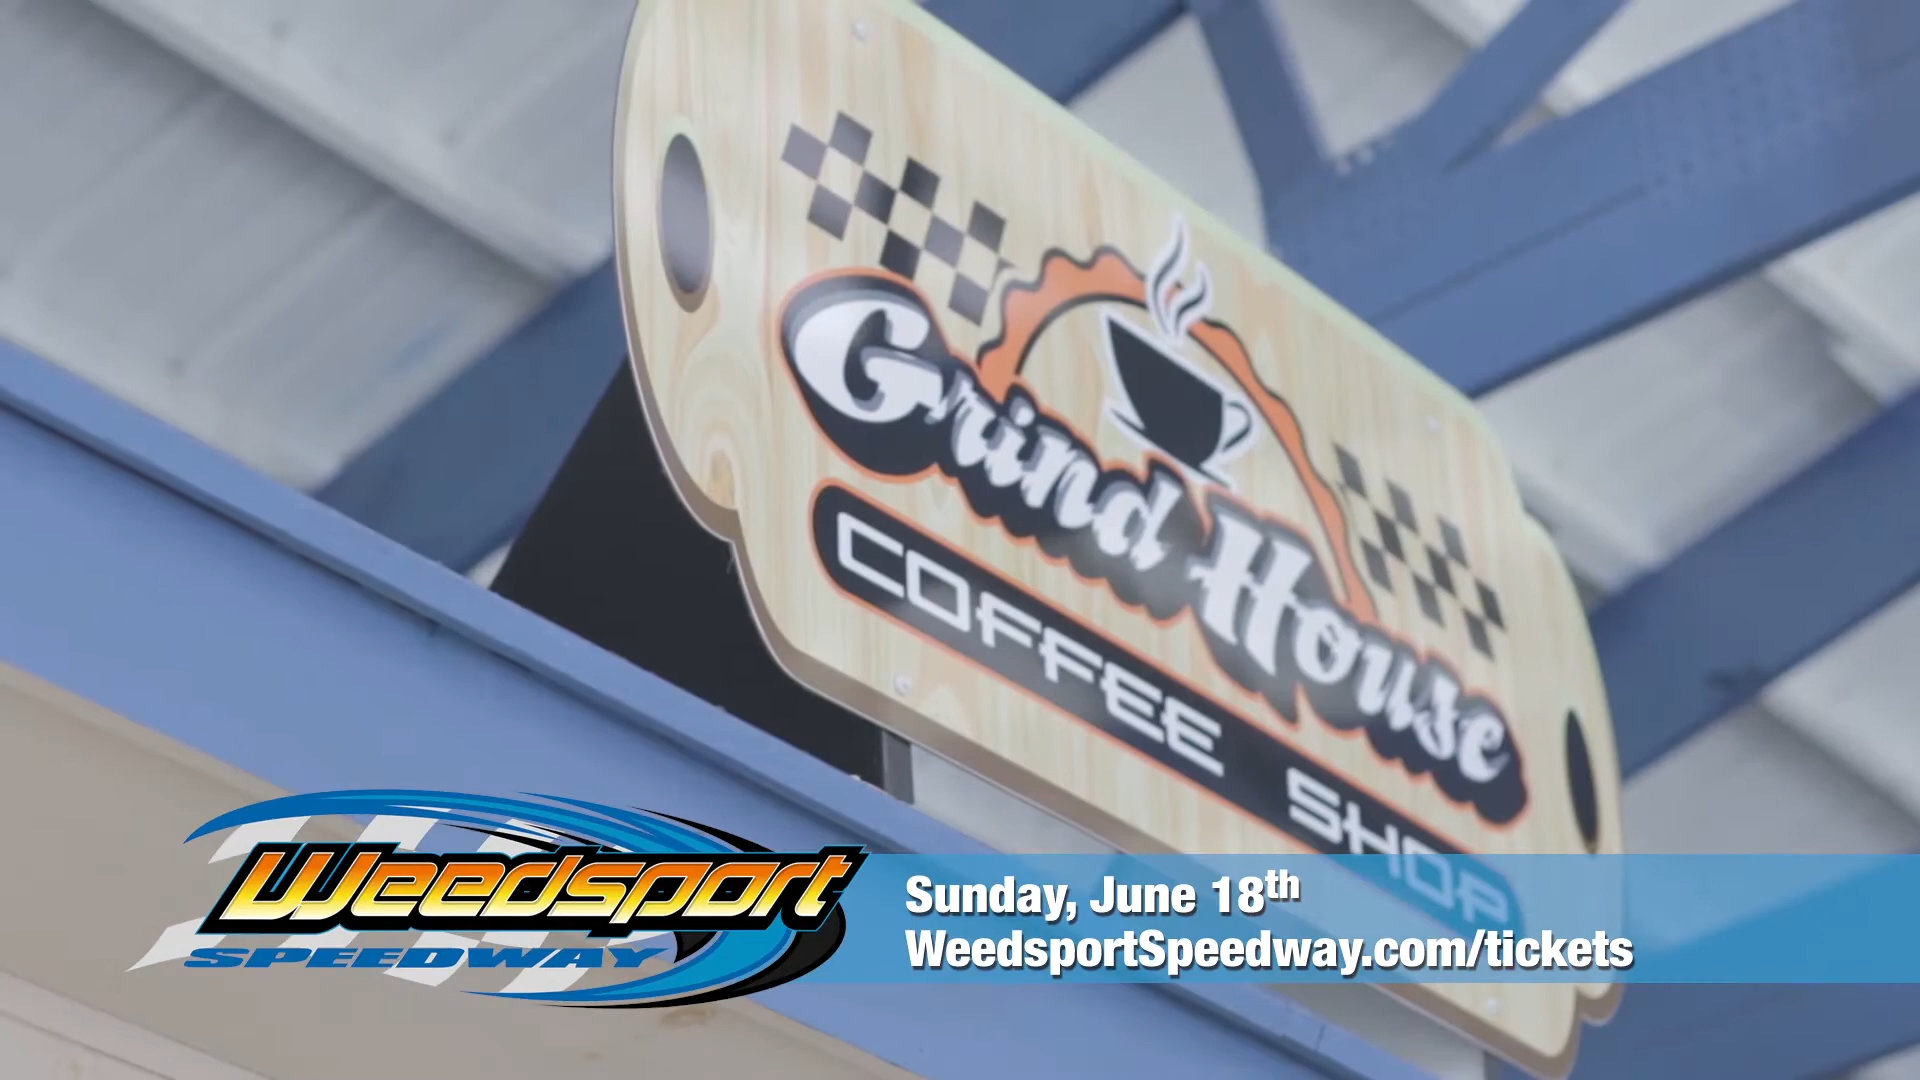 Grind House
COFFEE SHOP
Weedsport
SPEEDWAY
Sunday, June 18th
WeedsportSpeedway.com/tickets